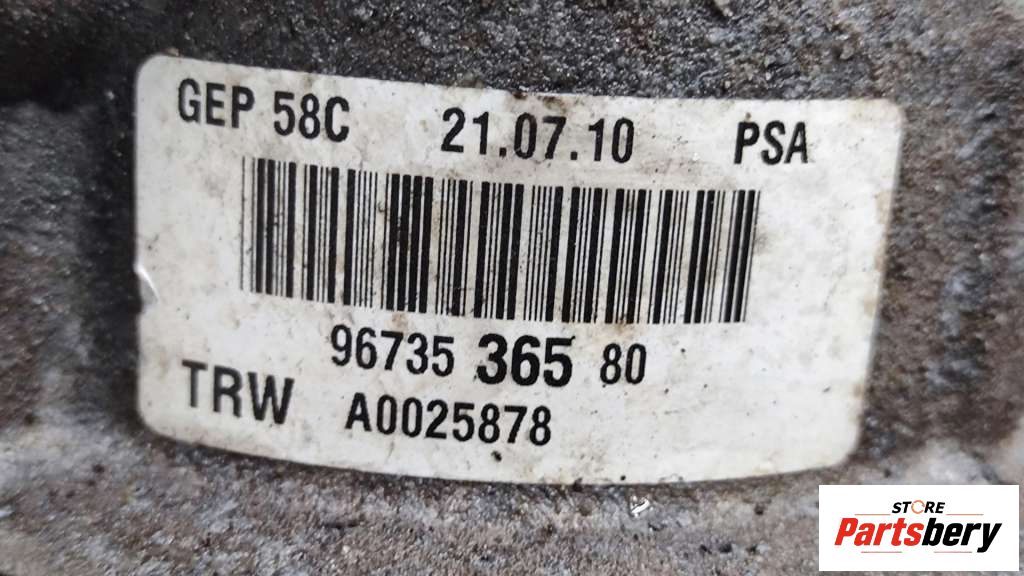 GEP 58C 21.07.10 PSA
96735 365 80
TRW A0025878
STORE
Partsbery